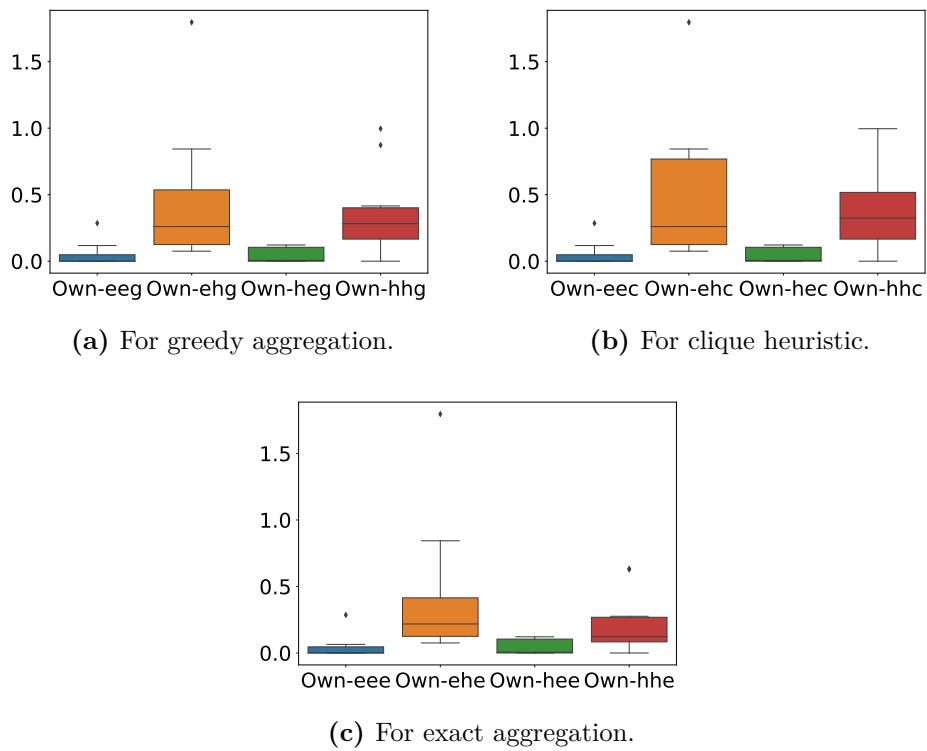 1.5
1.0
0.5
0.0
Own-eeg Own-ehg Own-heg Own-hhg
(a) For greedy aggregation.
1.5
1.0
0.5
0.0
Own-eec Own-ehc Own-hec Own-hhc
(b) For clique heuristic.
1.5
1.0
0.5
0.0
Own-eee Own-ehe Own-hee Own-hhe
(c) For exact aggregation.